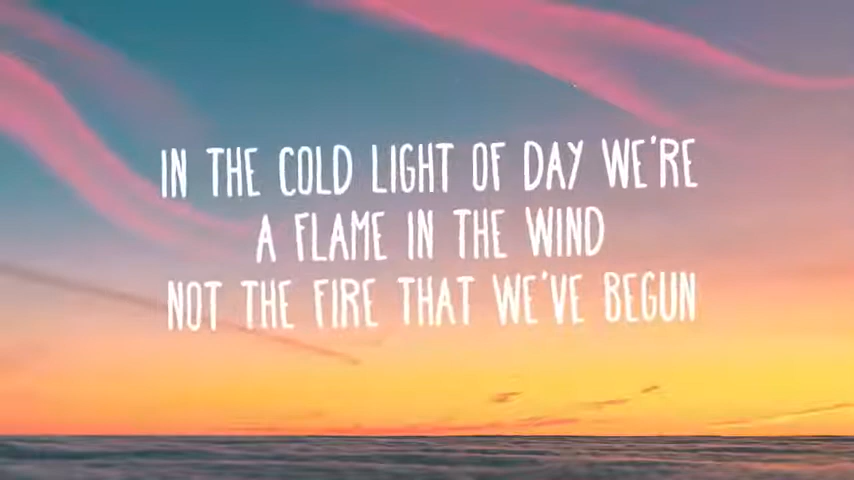 IN THE COLD LIGHT OF DAY WE'RE
A FLAME IN THE WIND
NOT THE FIRE THAT WE'VE BEGUN